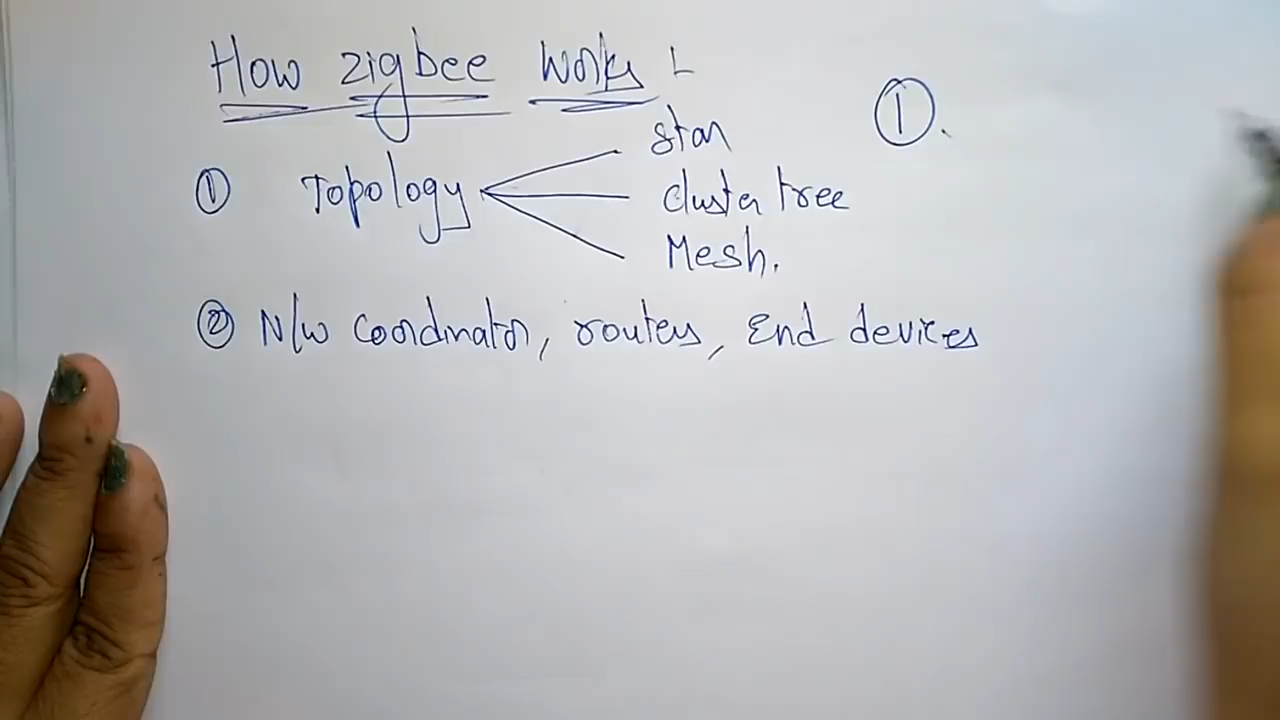 How zigbee works :-
① Topology
star
cluster tree
Mesh.
①.
② N/w coordinator, routers, End devices